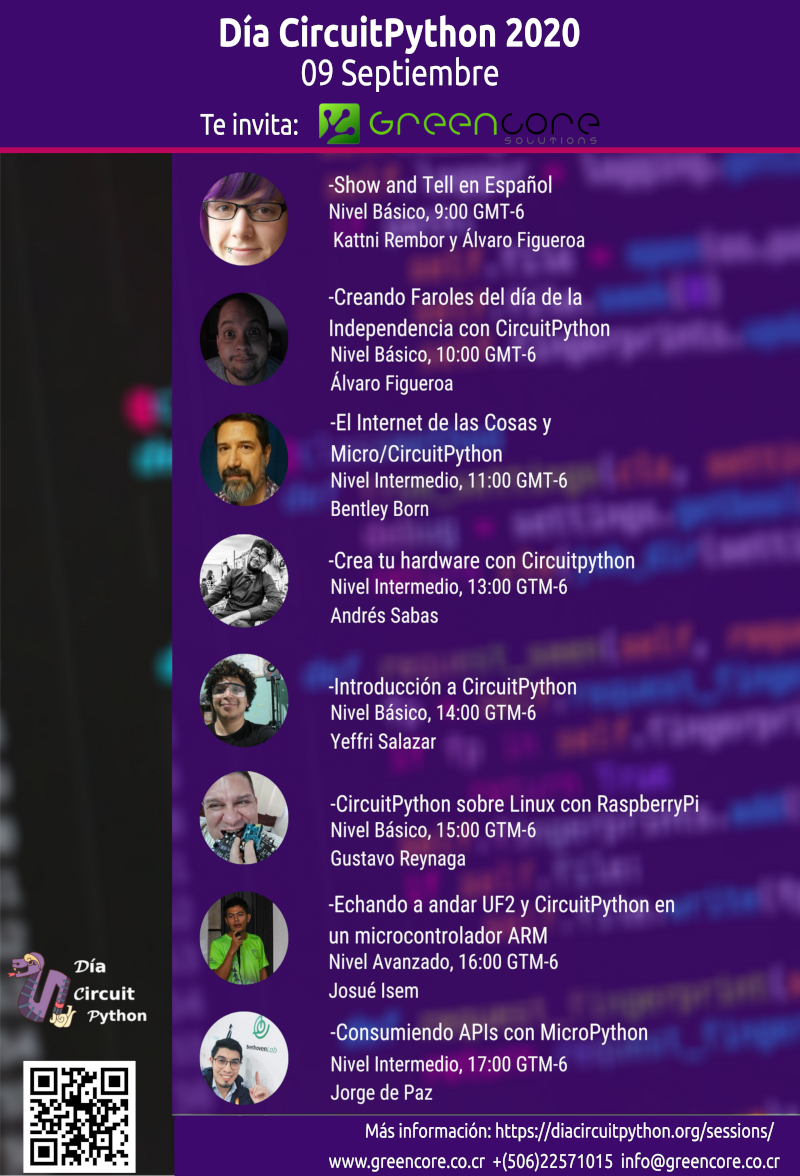 Día CircuitPython 2020
09 Septiembre
Te invita: Greencore
SOLUTIONS
-Show and Tell en Español
Nivel Básico, 9:00 GMT-6
Kattni Rembor y Álvaro Figueroa
-Creando Faroles del día de la
Independencia con CircuitPython
Nivel Básico, 10:00 GMT-6
Álvaro Figueroa
-El Internet de las Cosas y
Micro/CircuitPython
Nivel Intermedio, 11:00 GMT-6
Bentley Born
-Crea tu hardware con Circuitpython
Nivel Intermedio, 13:00 GTM-6
Andrés Sabas
-Introducción a CircuitPython
Nivel Básico, 14:00 GTM-6
Yeffri Salazar
-CircuitPython sobre Linux con RaspberryPi
Nivel Básico, 15:00 GTM-6
Gustavo Reynaga
-Echando a andar UF2 y CircuitPython en
un microcontrolador ARM
Nivel Avanzado, 16:00 GTM-6
Josué Isem
-Consumiendo APIs con MicroPython
Nivel Intermedio, 17:00 GTM-6
Jorge de Paz
Día
Circuit
Python
Más información: https://diacircuitpython.org/sessions/
www.greencore.co.cr +(506)22571015 info@greencore.co.cr